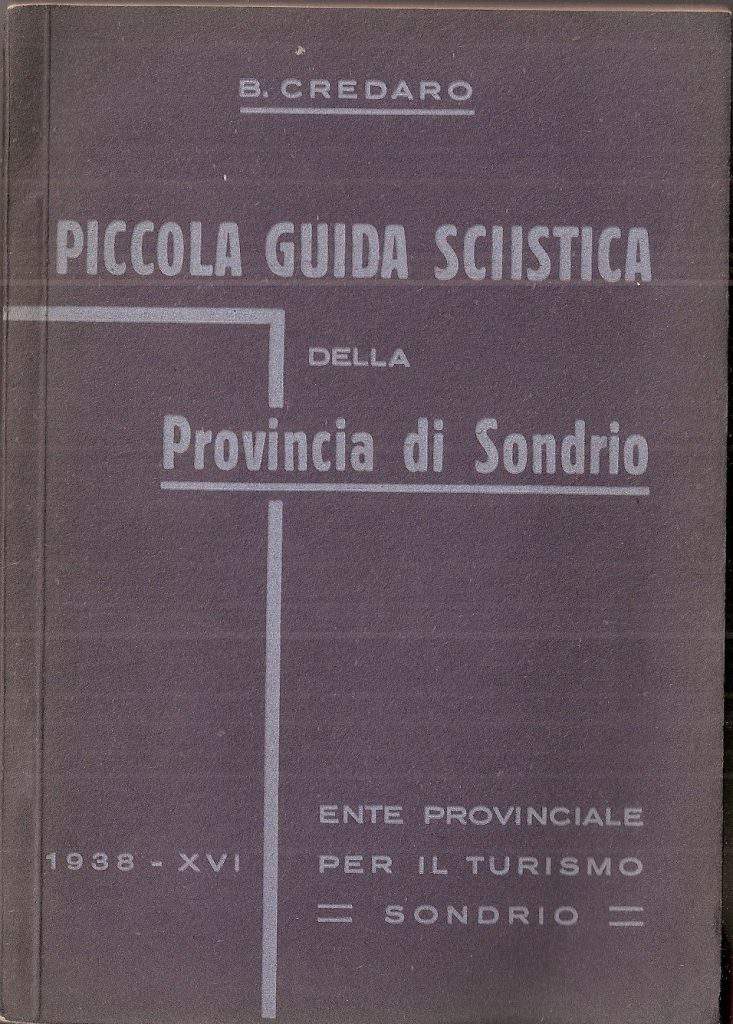 B. CREDARO
PICCOLA GUIDA SCIISTICA
DELLA
Provincia di Sondrio
ENTE PROVINCIALE
1938 - XVI PER IL TURISMO
= SONDRIO =